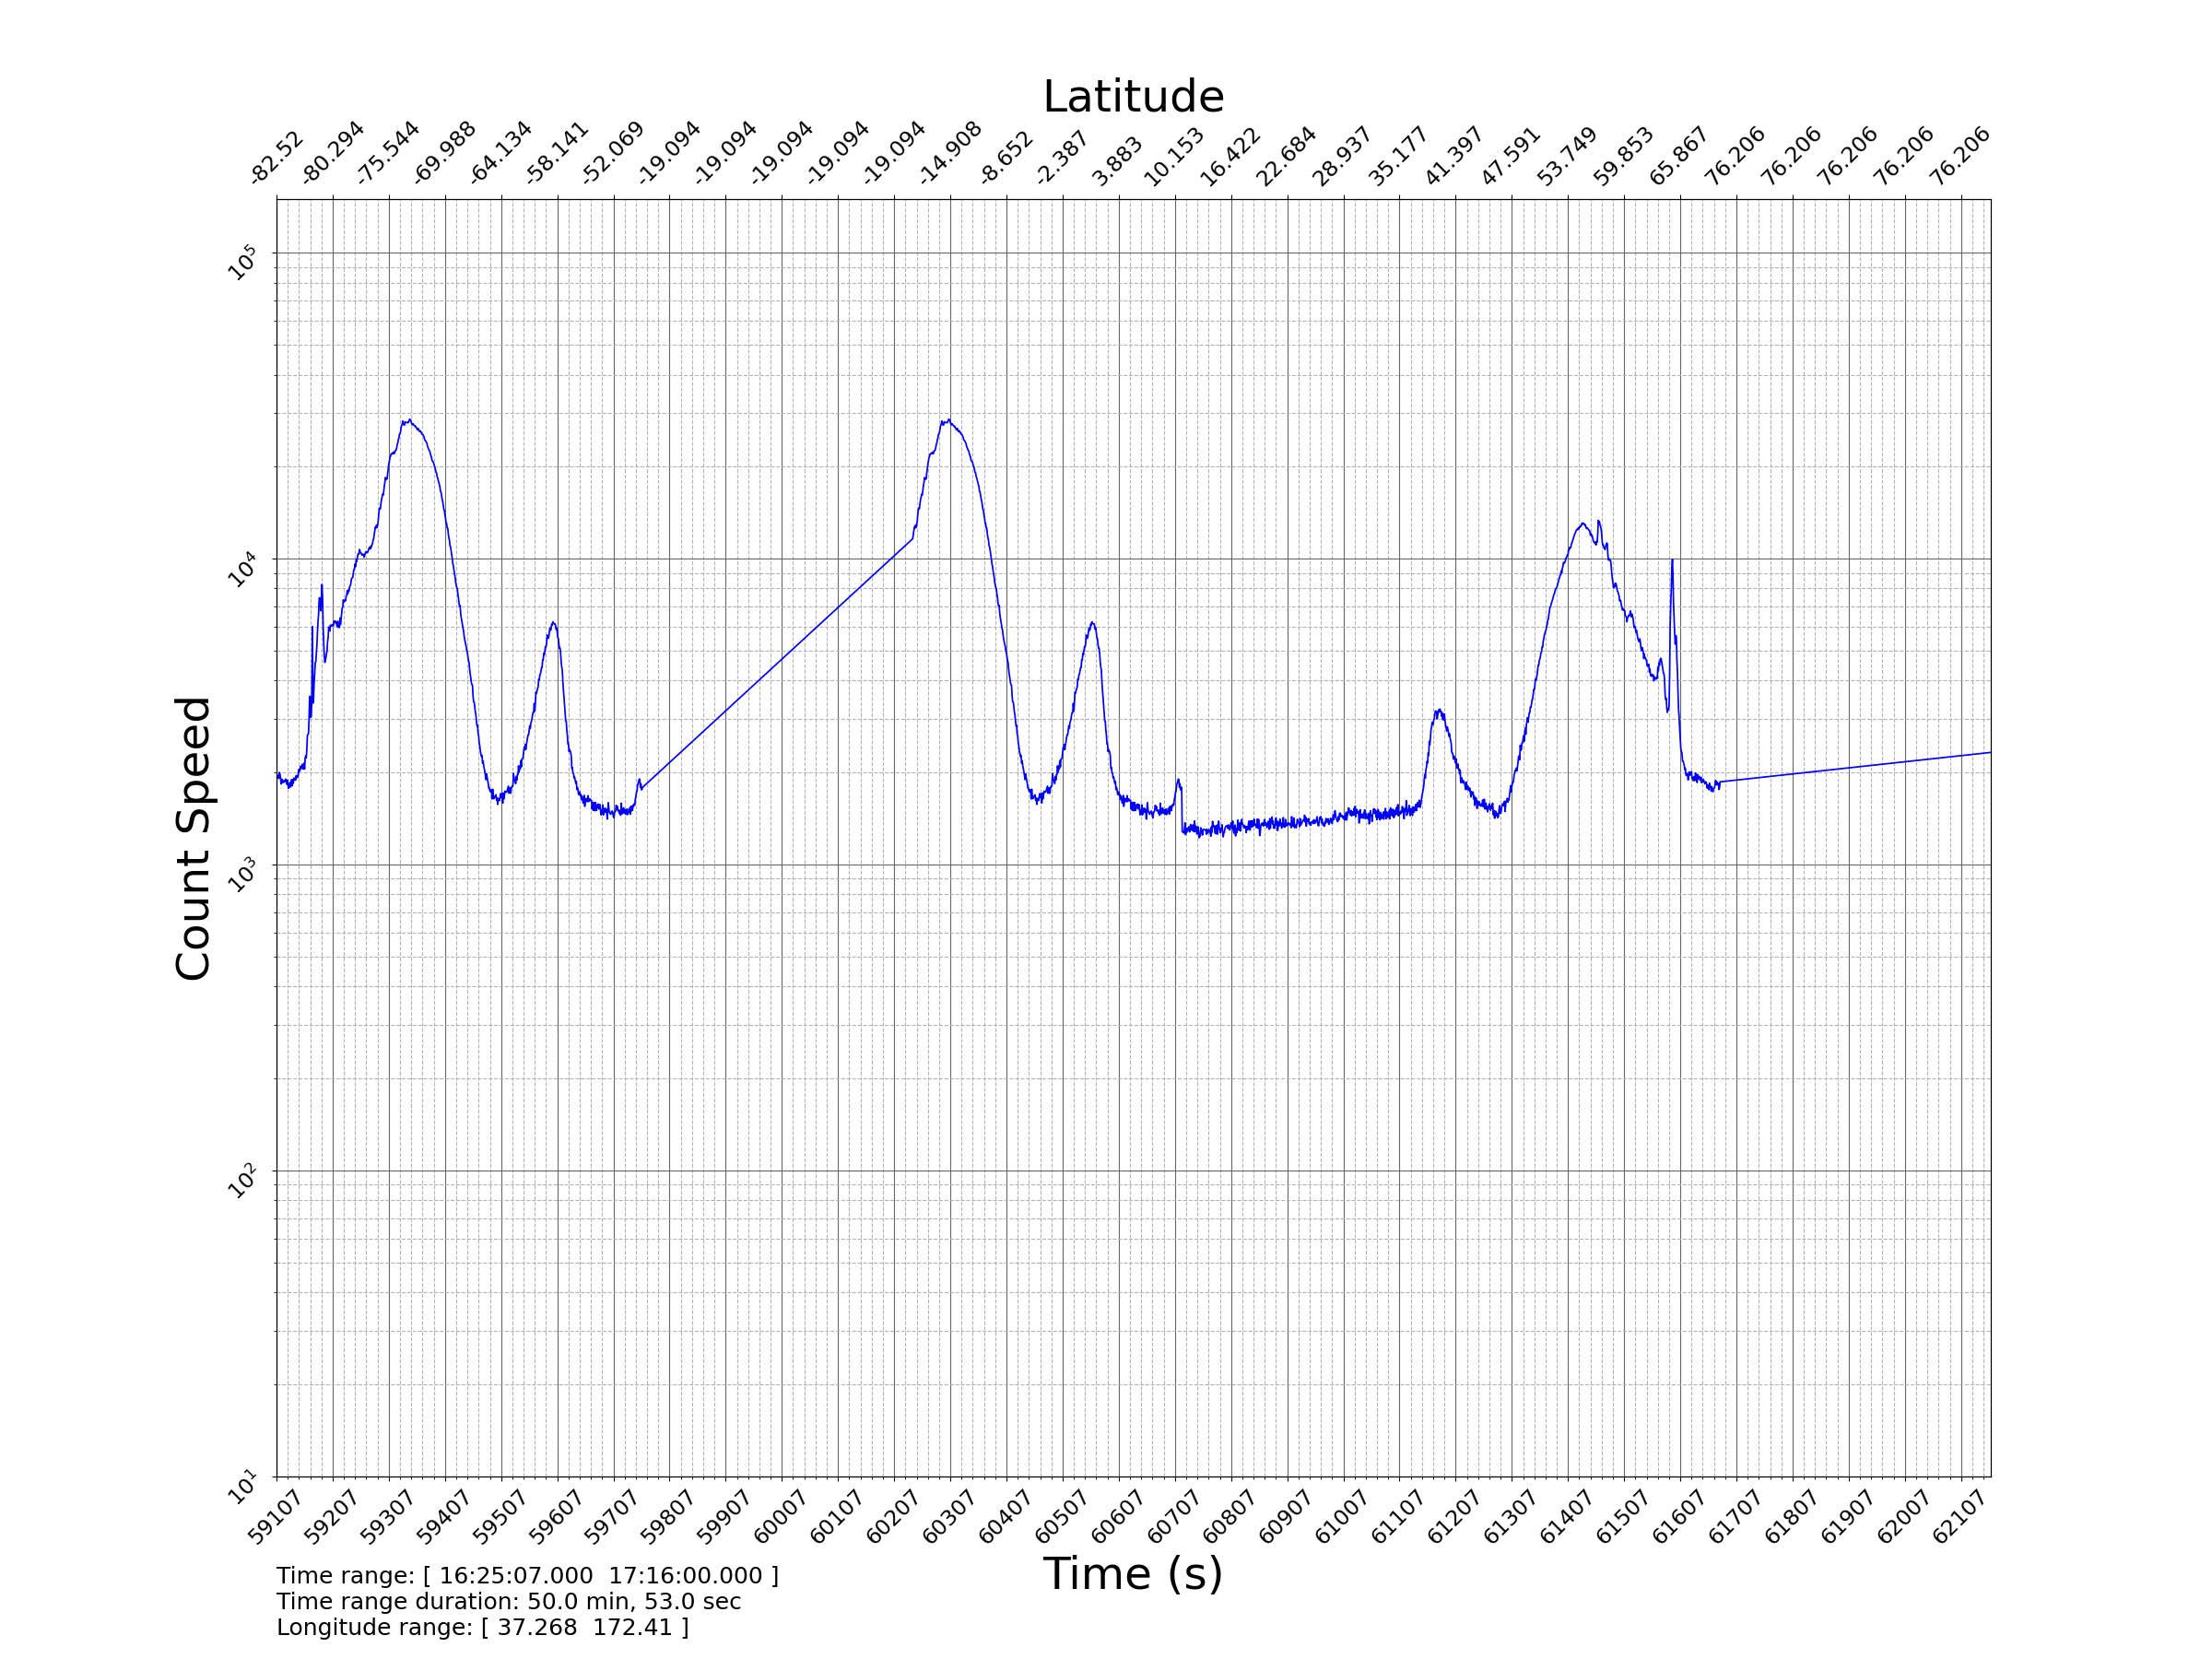 Latitude
-82.52 -80.294 -75.544 -69.988 -64.134 -58.141 -52.069 -19.094 -19.094 -19.094 -19.094 -19.094 -14.908 -8.652 -2.387 3.883 10.153 16.422 22.684 28.937 35.177 41.397 47.591 53.749 59.853 65.867 76.206 76.206 76.206 76.206 76.206
10^5
10^4
10^3
10^2
10^1
Count Speed
59107 59207 59307 59407 59507 59607 59707 59807 59907 60007 60107 60207 60307 60407 60507 60607 60707 60807 60907 61007 61107 61207 61307 61407 61507 61607 61707 61807 61907 62007 62107
Time (s)
Time range: [ 16:25:07.000  17:16:00.000 ]
Time range duration: 50.0 min, 53.0 sec
Longitude range: [ 37.268  172.41 ]